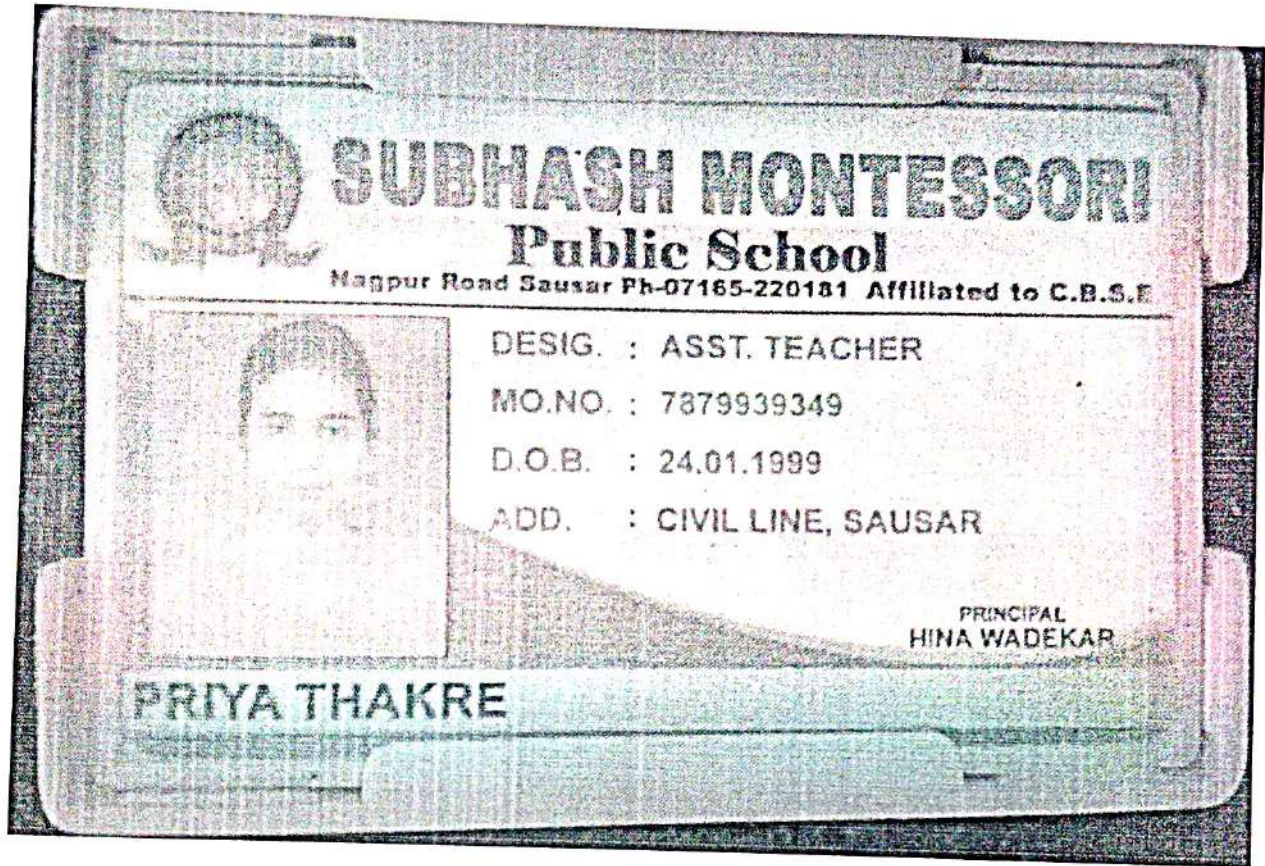 SUBHASH MONTESSORI
Public School
Nagpur Road Sausar Ph-07165-220181 Affiliated to C.B.S.E
DESIG. : ASST. TEACHER
MO.NO. : 7879939349
D.O.B. : 24.01.1999
ADD. : CIVIL LINE, SAUSAR
PRINCIPAL
HINA WADEKAR
PRIYA THAKRE